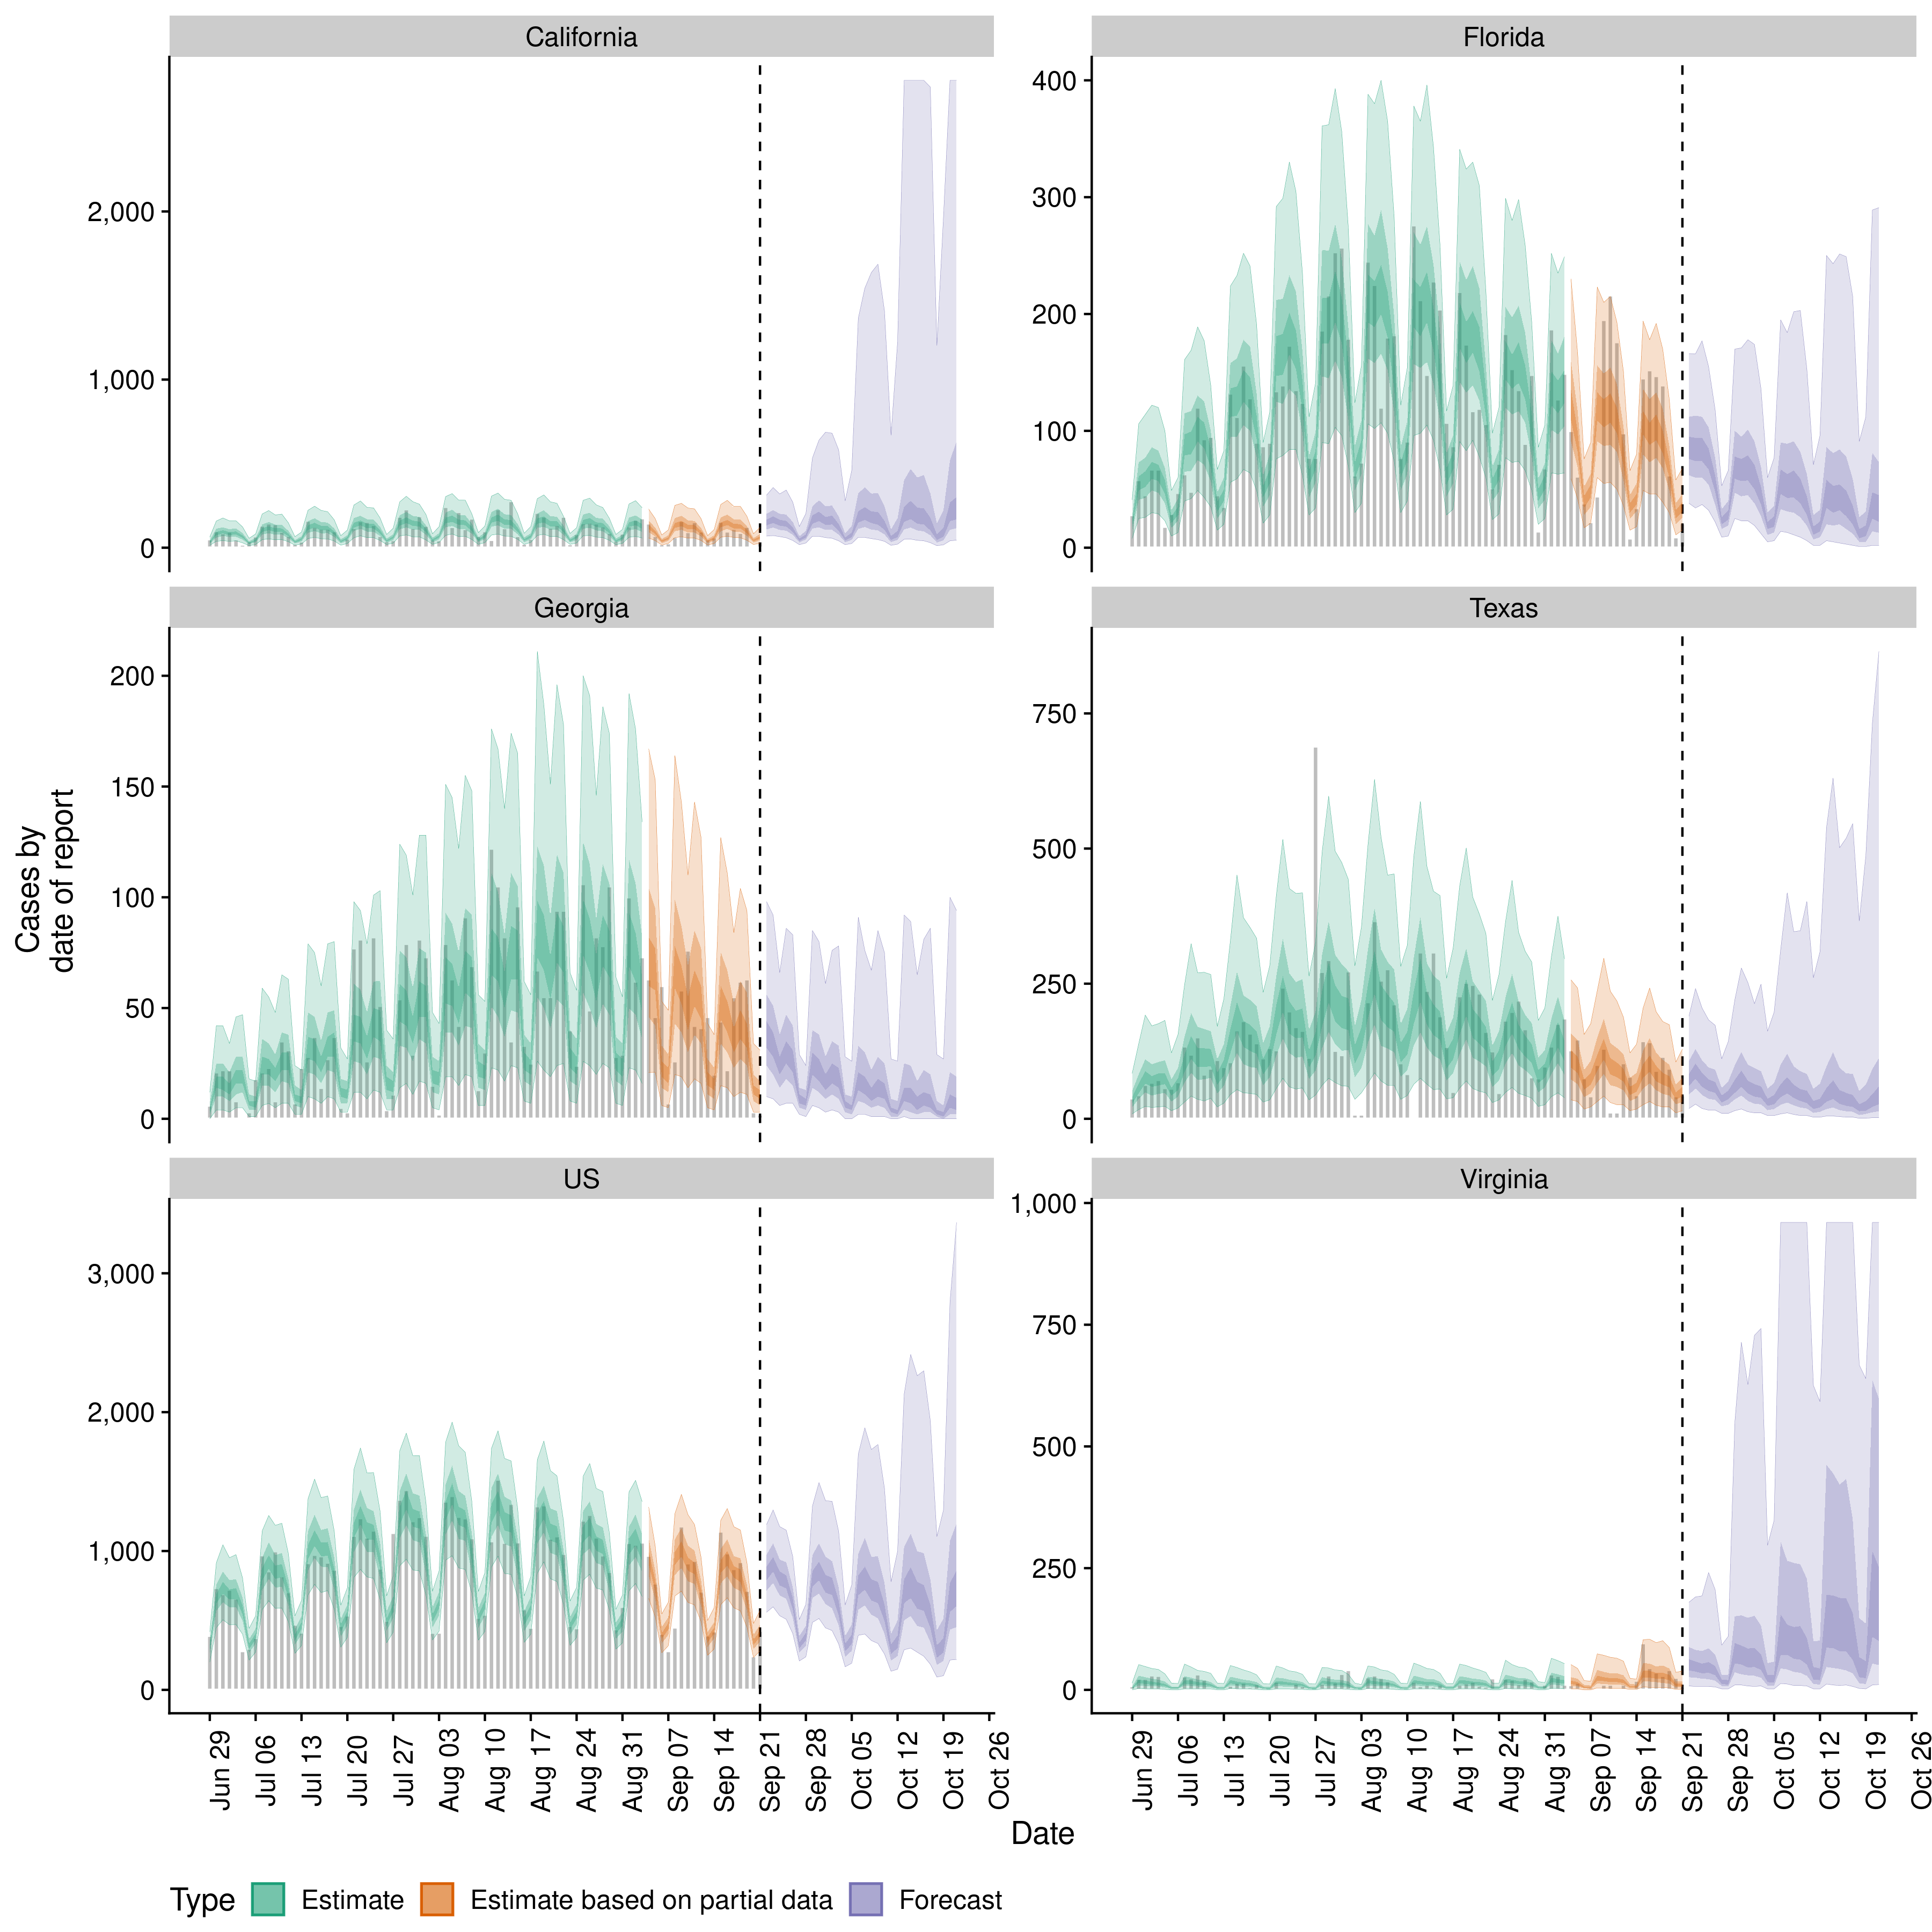 California
Florida
2,000
1,000
0
400
300
200
100
0
Georgia
Texas
200
150
100
50
0
750
500
250
0
US
Virginia
3,000
2,000
1,000
0
1,000
750
500
250
0
Cases by
date of report
Jun 29
Jul 06
Jul 13
Jul 20
Jul 27
Aug 03
Aug 10
Aug 17
Aug 24
Aug 31
Sep 07
Sep 14
Sep 21
Sep 28
Oct 05
Oct 12
Oct 19
Oct 26
Jun 29
Jul 06
Jul 13
Jul 20
Jul 27
Aug 03
Aug 10
Aug 17
Aug 24
Aug 31
Sep 07
Sep 14
Sep 21
Sep 28
Oct 05
Oct 12
Oct 19
Oct 26
Date
Type Estimate Estimate based on partial data Forecast